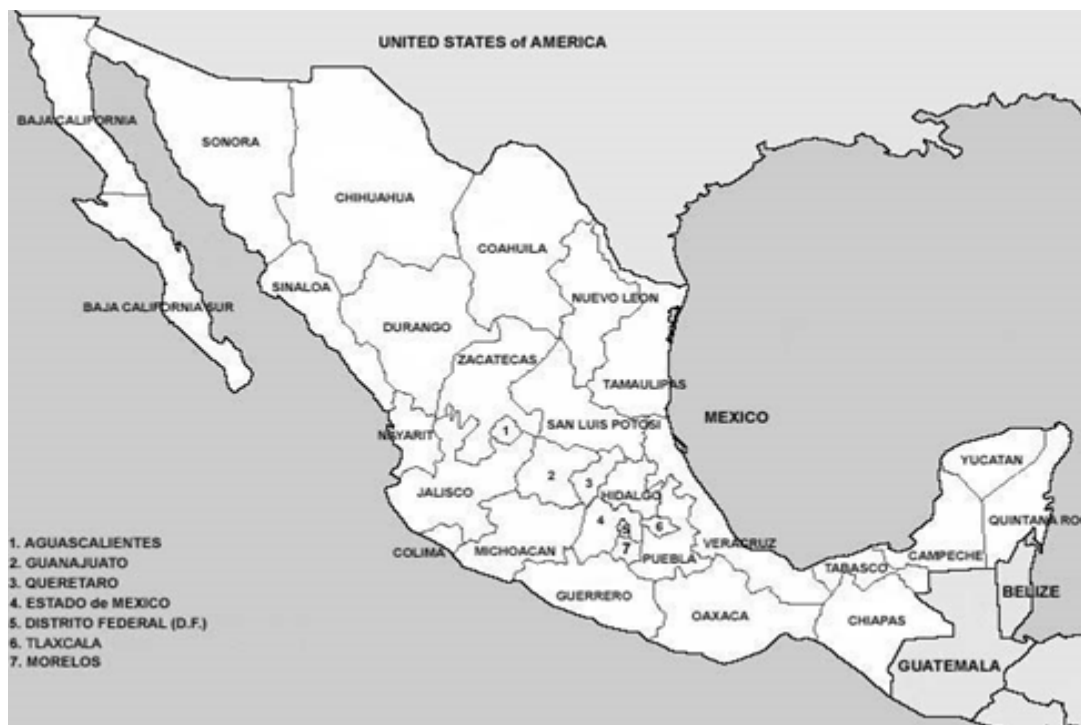 UNITED STATES of AMERICA
BAJA CALIFORNIA
SONORA
CHIHUAHUA
COAHUILA
SINALOA
NUEVO LEON
BAJA CALIFORNIA SUR
DURANGO
ZACATECAS
TAMAULIPAS
MEXICO
SAN LUIS POTOSI
NAYARIT
1
YUCATAN
2
3
HIDALGO
JALISCO
QUINTANA RO
4
5
6
7
COLIMA
MICHOACAN
PUEBLA
VERACRUZ
TABASCO
CAMPECHE
BELIZE
GUERRERO
OAXACA
CHIAPAS
GUATEMALA
1. AGUASCALIENTES
2. GUANAJUATO
3. QUERETARO
4. ESTADO de MEXICO
5. DISTRITO FEDERAL (D.F.)
6. TLAXCALA
7. MORELOS